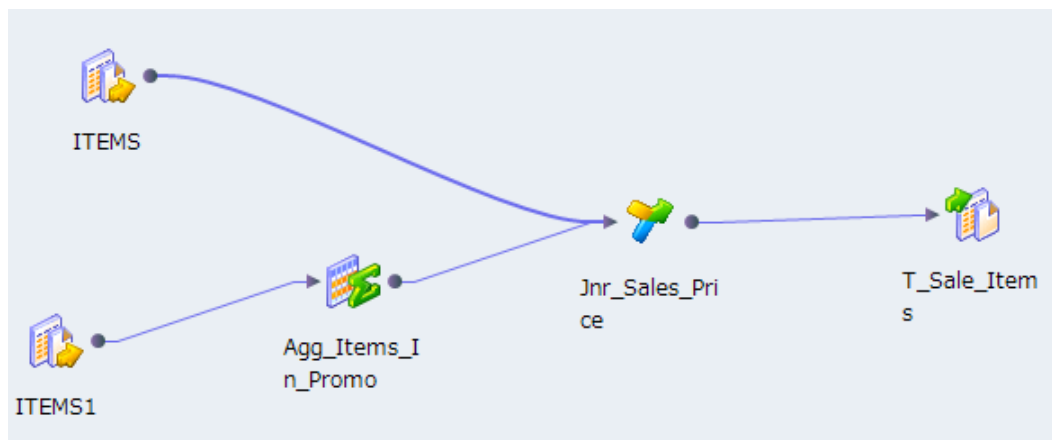 ITEMS
Jnr_Sales_Pri
ce
T_Sale_Item
s
Agg_Items_I
n_Promo
ITEMS1